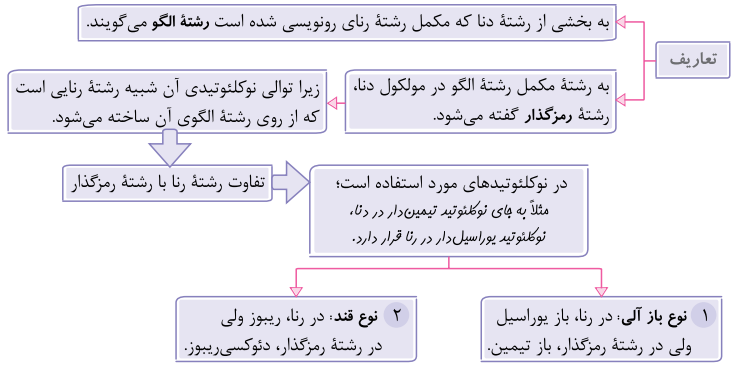 تعاریف
به بخشی از رشتهٔ دنا که مکمل رشتهٔ رنای رونویسی شده است رشتهٔ الگو می‌گویند.
به رشتهٔ مکمل رشتهٔ الگو در مولکول دنا،
رشتهٔ رمزگذار گفته می‌شود.
زیرا توالی نوکلئوتیدی آن شبیه رشتهٔ رنایی است
که از روی رشتهٔ الگوی آن ساخته می‌شود.
تفاوت رشتهٔ رنا با رشتهٔ رمزگذار
در نوکلئوتیدهای مورد استفاده است؛
مثلاً به جای نوکلئوتید تیمین‌دار در دنا،
نوکلئوتید یوراسیل‌دار در رنا قرار دارد.
۱ نوع باز آلی: در رنا، باز یوراسیل
ولی در رشتهٔ رمزگذار، باز تیمین.
۲ نوع قند: در رنا، ریبوز ولی
در رشتهٔ رمزگذار، دئوکسی‌ریبوز.